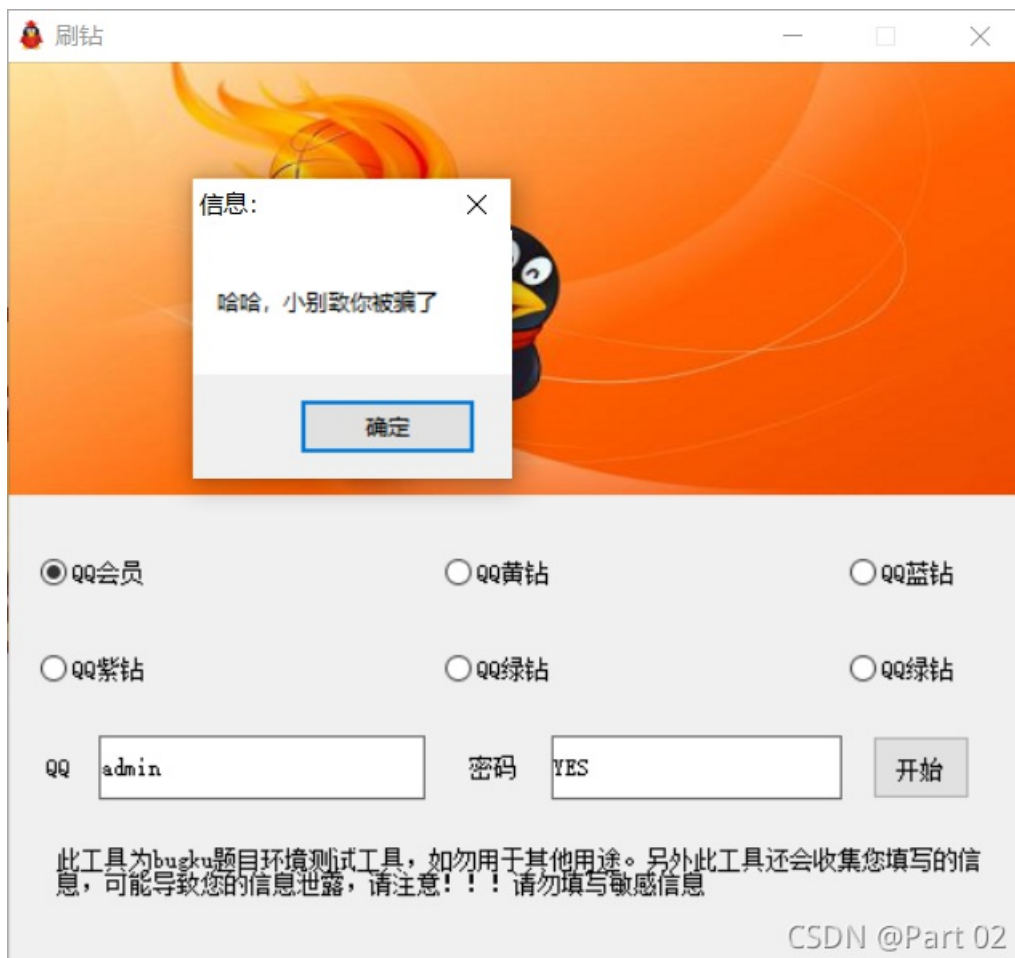 刷钻
信息:
哈哈，小别致你被骗了
确定
QQ会员 QQ黄钻 QQ蓝钻
QQ紫钻 QQ绿钻 QQ绿钻
QQ admin 密码 YES 开始
此工具为bugku题目环境测试工具，如勿用于其他用途。另外此工具还会收集您填写的信
息，可能导致您的信息泄露，请注意！！！请勿填写敏感信息
CSDN @Part 02